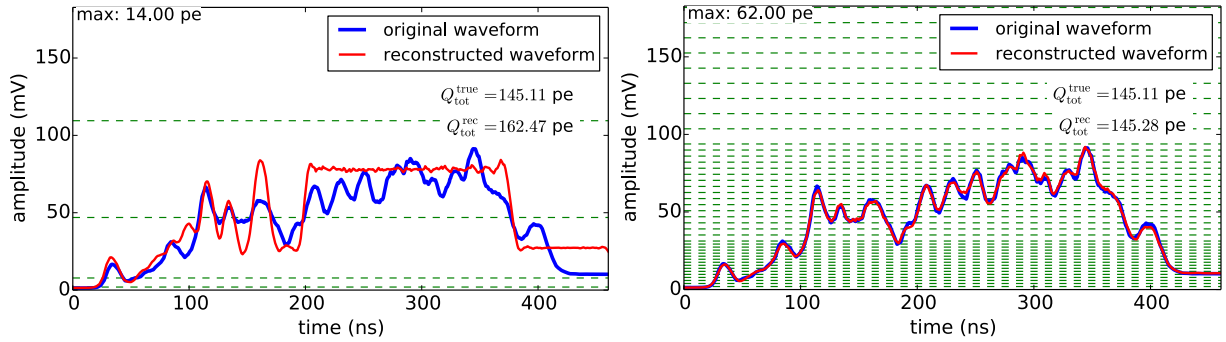 max: 14.00 pe
original waveform
reconstructed waveform
Q_tot^true =145.11 pe
Q_tot^rec =162.47 pe
amplitude (mV)
150
100
50
0
0 100 200 300 400
time (ns)
max: 62.00 pe
original waveform
reconstructed waveform
Q_tot^true =145.11 pe
Q_tot^rec =145.28 pe
amplitude (mV)
150
100
50
0
0 100 200 300 400
time (ns)